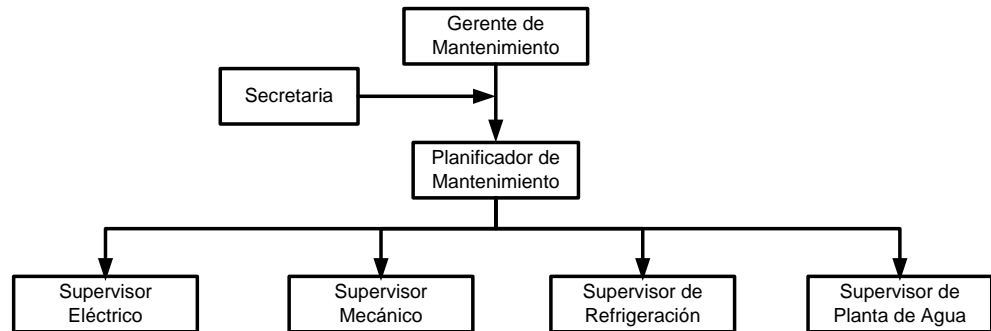 Gerente de
Mantenimiento
Secretaria
Planificador de
Mantenimiento
Supervisor
Eléctrico
Supervisor
Mecánico
Supervisor de
Refrigeración
Supervisor de
Planta de Agua